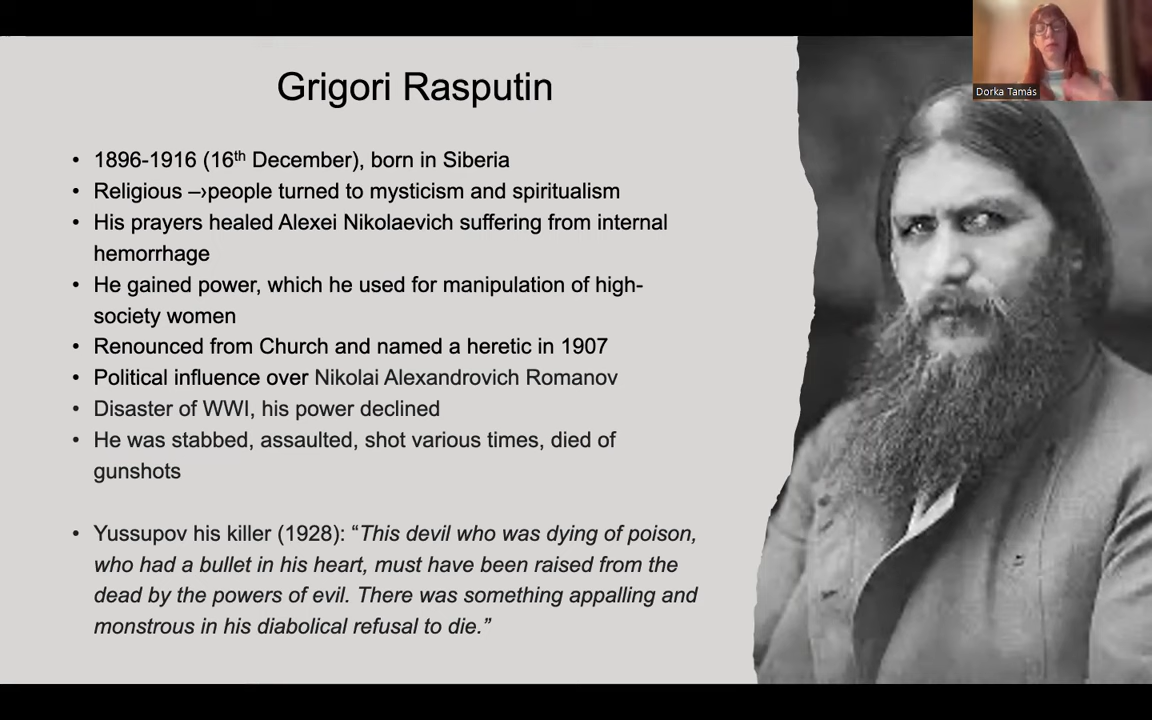 Dorka Tamás
Grigori Rasputin
• 1896-1916 (16th December), born in Siberia
• Religious –›people turned to mysticism and spiritualism
• His prayers healed Alexei Nikolaevich suffering from internal
hemorrhage
• He gained power, which he used for manipulation of high-
society women
• Renounced from Church and named a heretic in 1907
• Political influence over Nikolai Alexandrovich Romanov
• Disaster of WWI, his power declined
• He was stabbed, assaulted, shot various times, died of
gunshots
• Yussupov his killer (1928): “This devil who was dying of poison,
who had a bullet in his heart, must have been raised from the
dead by the powers of evil. There was something appalling and
monstrous in his diabolical refusal to die.”